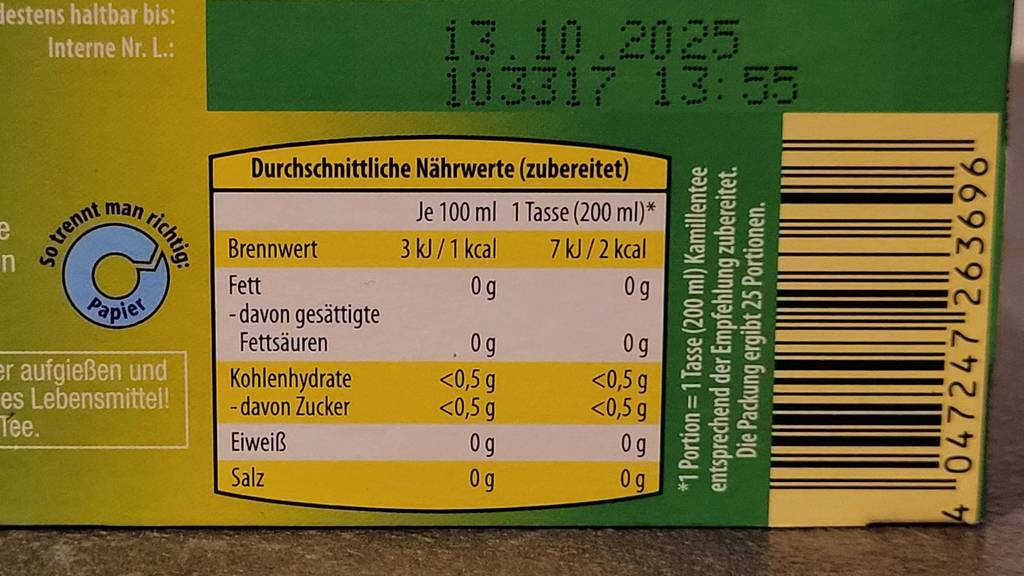 destens haltbar bis:
Interne Nr. L.:
13.10.2025
103317 13:55
e
n
So trennt man richtig:
Papier
er aufgießen und
es Lebensmittel!
Tee.
Durchschnittliche Nährwerte (zubereitet)
Je 100 ml 1 Tasse (200 ml)*
Brennwert 3 kJ / 1 kcal 7 kJ / 2 kcal
Fett 0 g 0 g
- davon gesättigte
Fettsäuren 0 g 0 g
Kohlenhydrate <0,5 g <0,5 g
- davon Zucker <0,5 g <0,5 g
Eiweiß 0 g 0 g
Salz 0 g 0 g
*1 Portion = 1 Tasse (200 ml) Kamillentee
entsprechend der Empfehlung zubereitet.
Die Packung ergibt 25 Portionen.
4 047247 263696